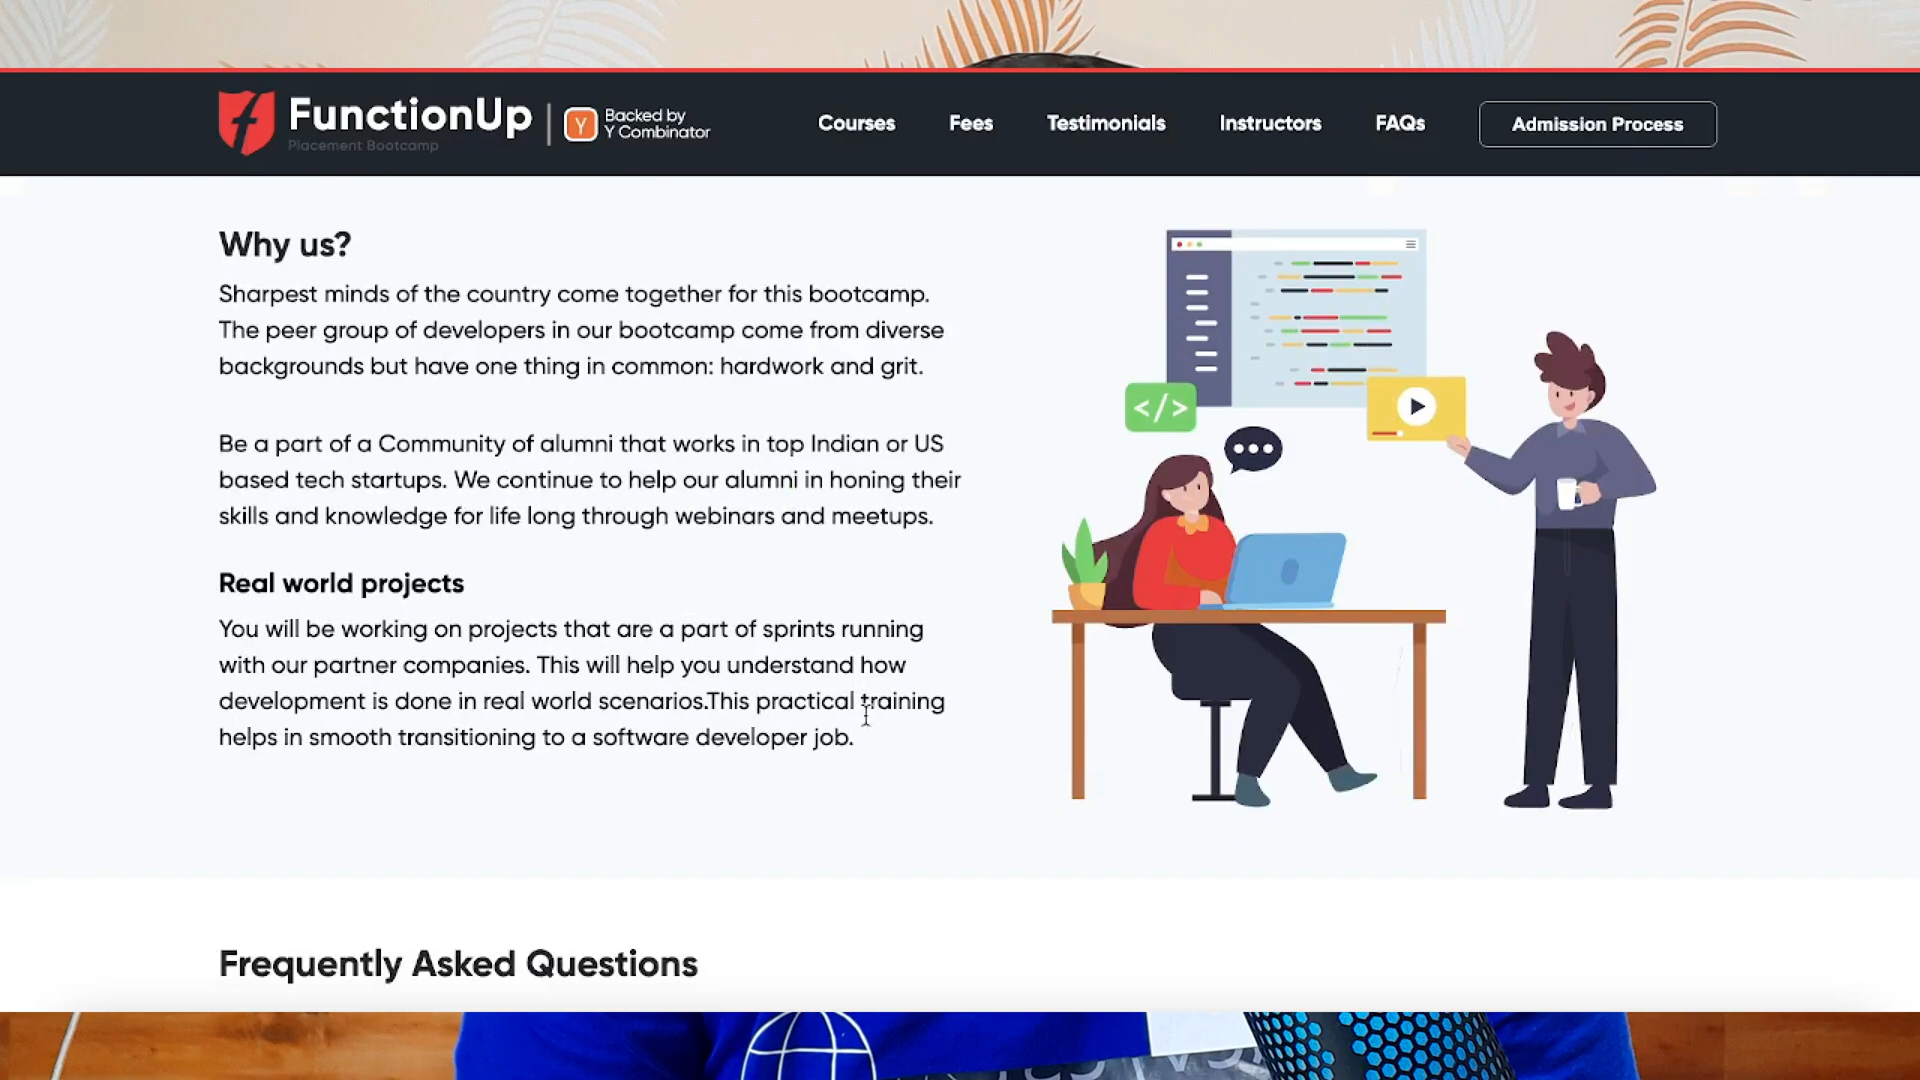 FunctionUp
Placement Bootcamp
Backed by
Y Combinator
Courses
Fees
Testimonials
Instructors
FAQs
Admission Process
Why us?
Sharpest minds of the country come together for this bootcamp.
The peer group of developers in our bootcamp come from diverse
backgrounds but have one thing in common: hardwork and grit.
Be a part of a Community of alumni that works in top Indian or US
based tech startups. We continue to help our alumni in honing their
skills and knowledge for life long through webinars and meetups.
Real world projects
You will be working on projects that are a part of sprints running
with our partner companies. This will help you understand how
development is done in real world scenarios.This practical training
helps in smooth transitioning to a software developer job.
</>
Frequently Asked Questions